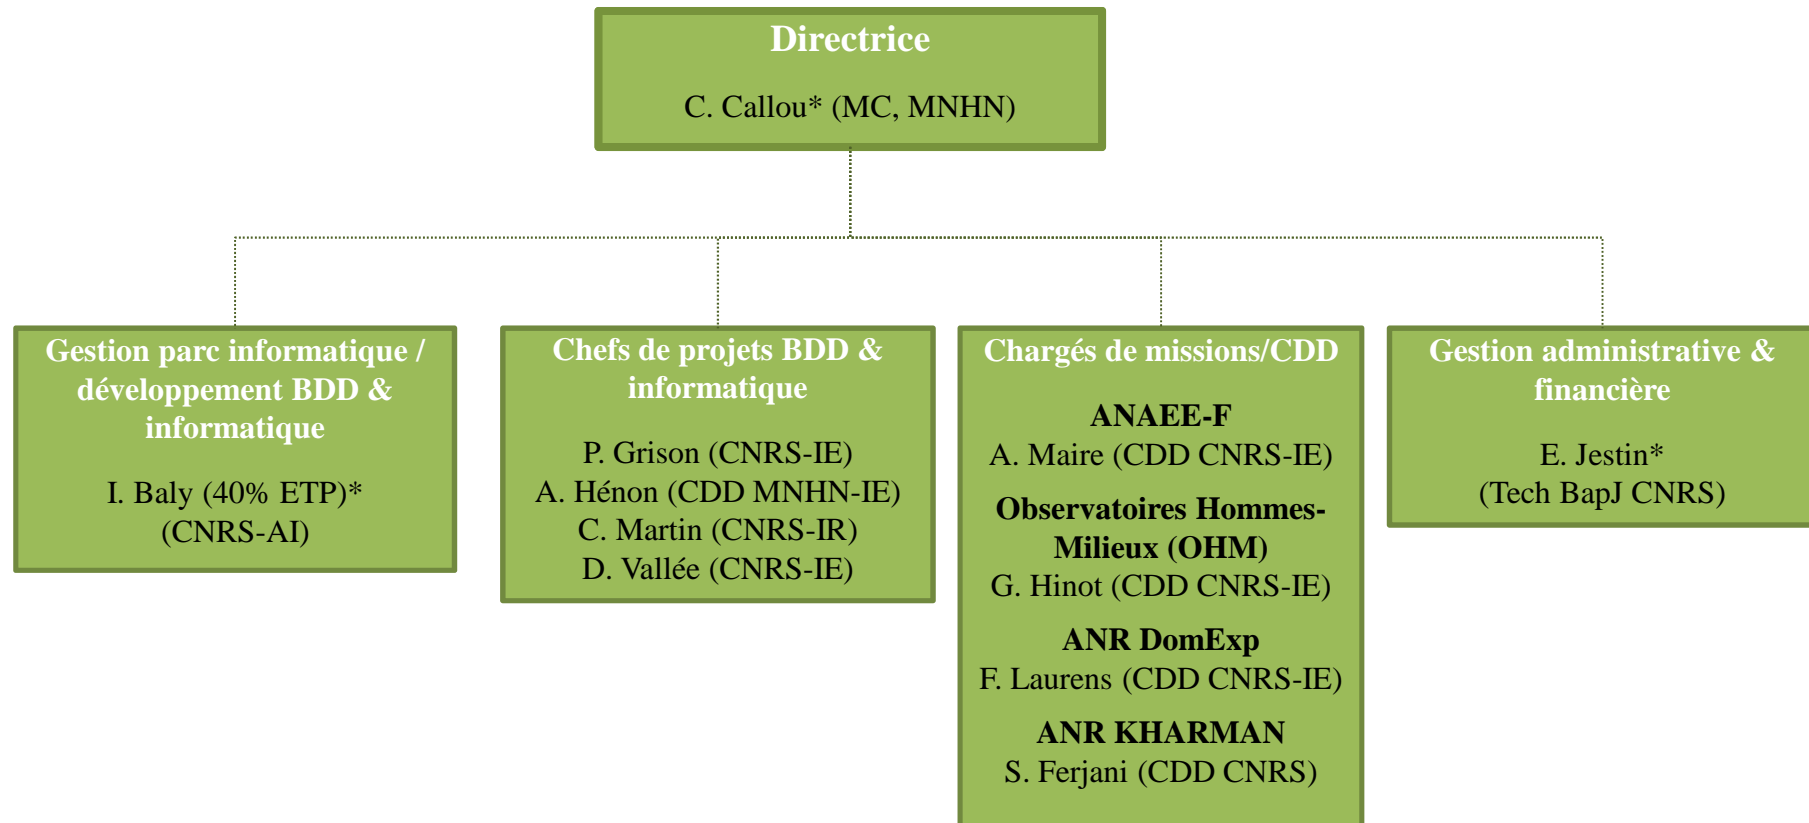 Directrice
C. Callou* (MC, MNHN)
Gestion parc informatique /
développement BDD &
informatique
I. Baly (40% ETP)*
(CNRS-AI)
Chefs de projets BDD &
informatique
P. Grison (CNRS-IE)
A. Hénon (CDD MNHN-IE)
C. Martin (CNRS-IR)
D. Vallée (CNRS-IE)
Chargés de missions/CDD
ANAEE-F
A. Maire (CDD CNRS-IE)
Observatoires Hommes-
Milieux (OHM)
G. Hinot (CDD CNRS-IE)
ANR DomExp
F. Laurens (CDD CNRS-IE)
ANR KHARMAN
S. Ferjani (CDD CNRS)
Gestion administrative &
financière
E. Jestin*
(Tech BapJ CNRS)